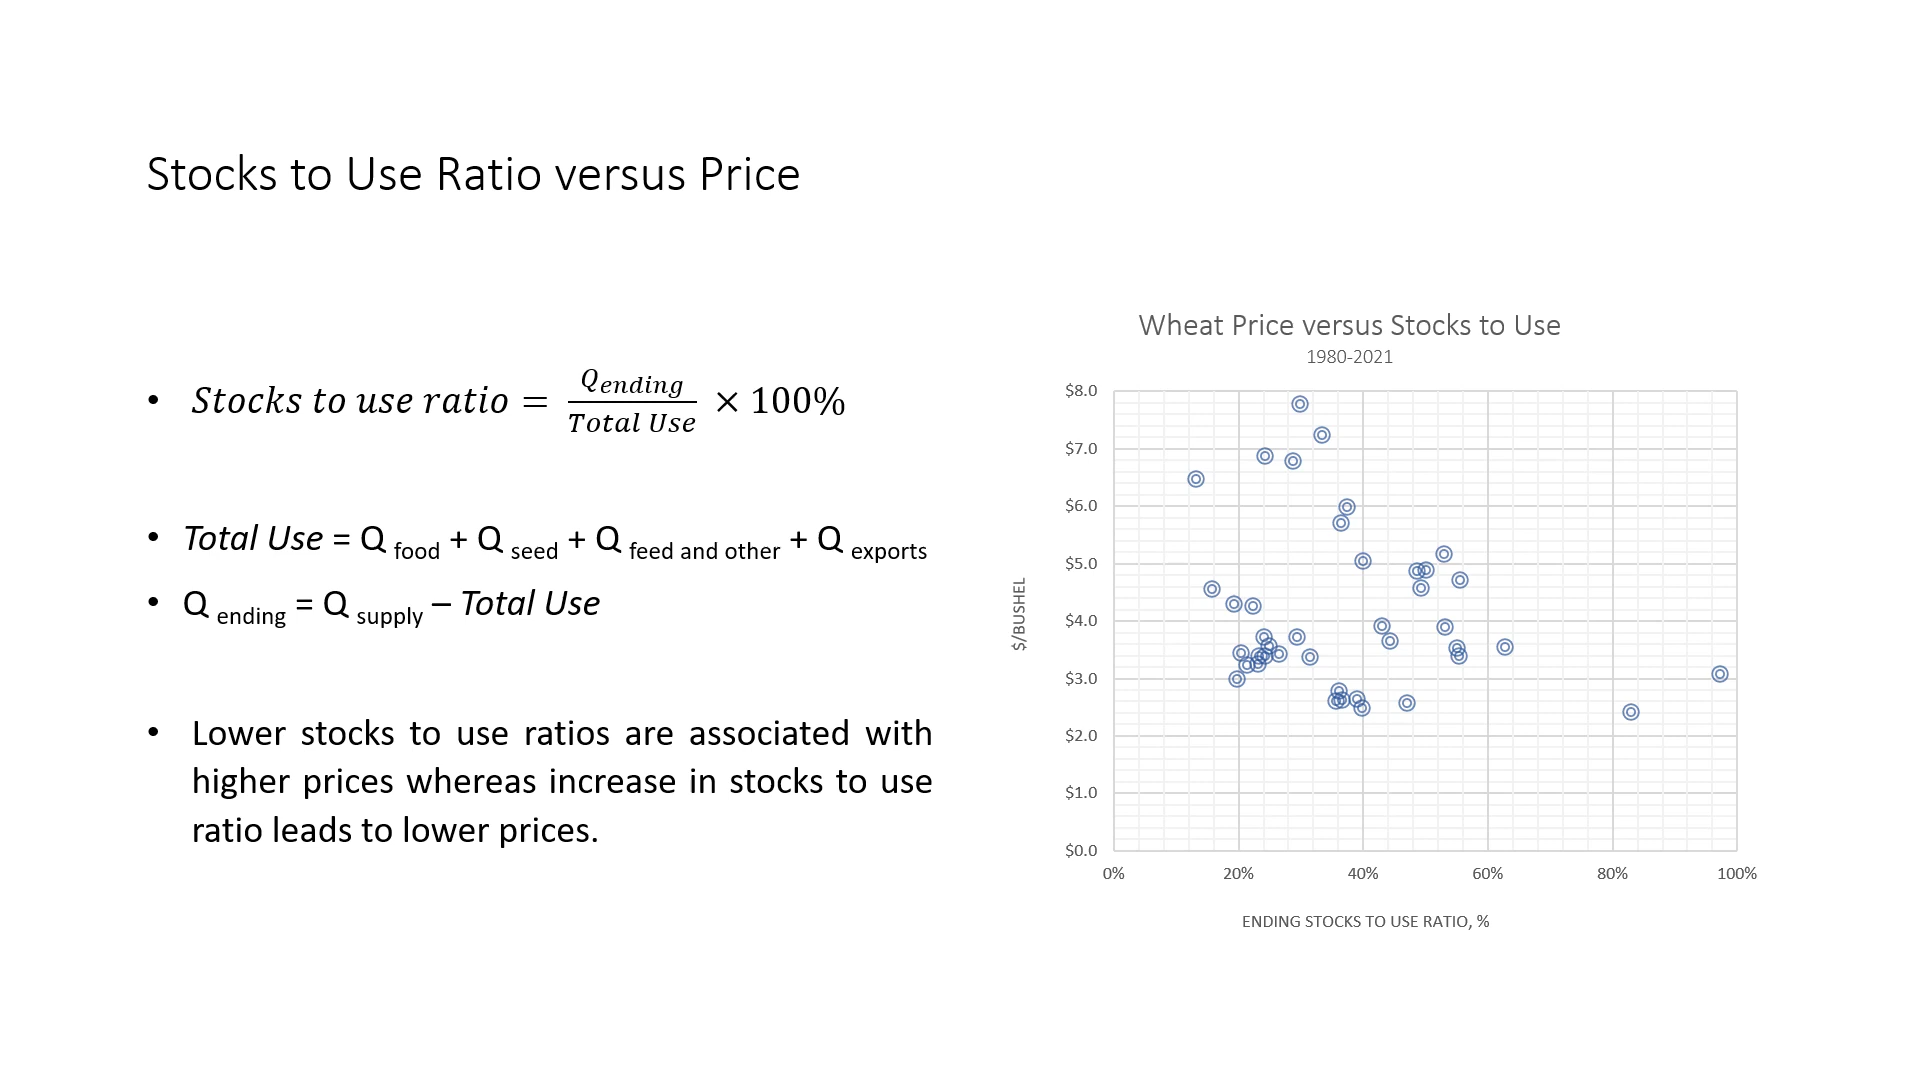 Stocks to Use Ratio versus Price
• Stocks to use ratio = Qending / Total Use × 100%
• Total Use = Q food + Q seed + Q feed and other + Q exports
• Q ending = Q supply – Total Use
• Lower stocks to use ratios are associated with
higher prices whereas increase in stocks to use
ratio leads to lower prices.
Wheat Price versus Stocks to Use
1980-2021
$8.0
$7.0
$6.0
$5.0
$4.0
$3.0
$2.0
$1.0
$0.0
$/BUSHEL
0% 20% 40% 60% 80% 100%
ENDING STOCKS TO USE RATIO, %